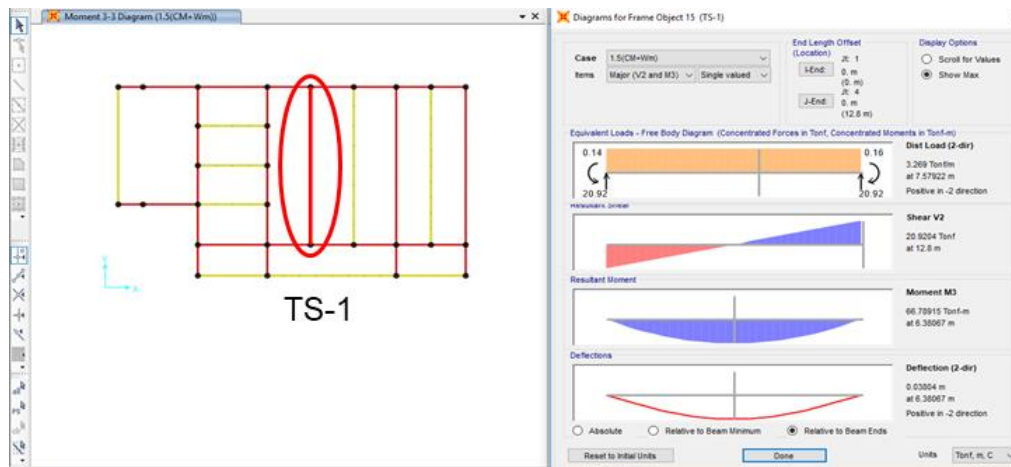 Moment 3-3 Diagram (1.5(CM+Wm))
TS-1
Diagrams for Frame Object 15 (TS-1)
Case 1.5(CM+Wm)
Items Major (V2 and M3) Single valued
End Length Offset
(Location)
I-End: Jt: 1
0. m
(0. m)
J-End: Jt: 4
0. m
(12.8 m)
Display Options
Scroll for Values
Show Max
Equivalent Loads - Free Body Diagram (Concentrated Forces in Tonf, Concentrated Moments in Tonf-m)
0.14 0.16
20.92 20.92
Dist Load (2-dir)
3.269 Tonf/m
at 7.57922 m
Positive in -2 direction
Resultant Shear
Shear V2
20.9204 Tonf
at 12.8 m
Resultant Moment
Moment M3
66.78915 Tonf-m
at 6.38067 m
Deflections
Deflection (2-dir)
0.03804 m
at 6.38067 m
Positive in -2 direction
Absolute Relative to Beam Minimum Relative to Beam Ends
Reset to Initial Units Done Units Tonf, m, C